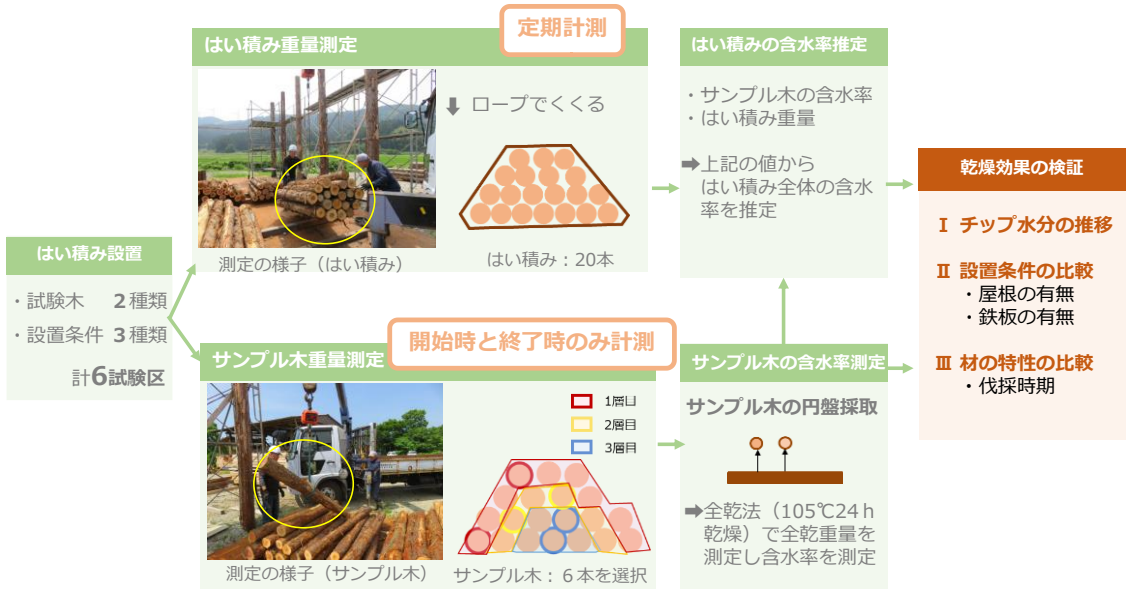 はい積み設置
・試験木　2種類
・設置条件 3種類
計6試験区
定期計測
はい積み重量測定
⬇ ロープでくくる
測定の様子（はい積み）
はい積み：20本
開始時と終了時のみ計測
サンプル木重量測定
1層目
2層目
3層目
測定の様子（サンプル木）
サンプル木：６本を選択
はい積みの含水率推定
・サンプル木の含水率
・はい積み重量
➡上記の値から
はい積み全体の含水
率を推定
サンプル木の含水率測定
サンプル木の円盤採取
➡全乾法（105℃24ｈ
乾燥）で全乾重量を
測定し含水率を測定
乾燥効果の検証
Ⅰ チップ水分の推移
Ⅱ 設置条件の比較
・屋根の有無
・鉄板の有無
Ⅲ 材の特性の比較
・伐採時期